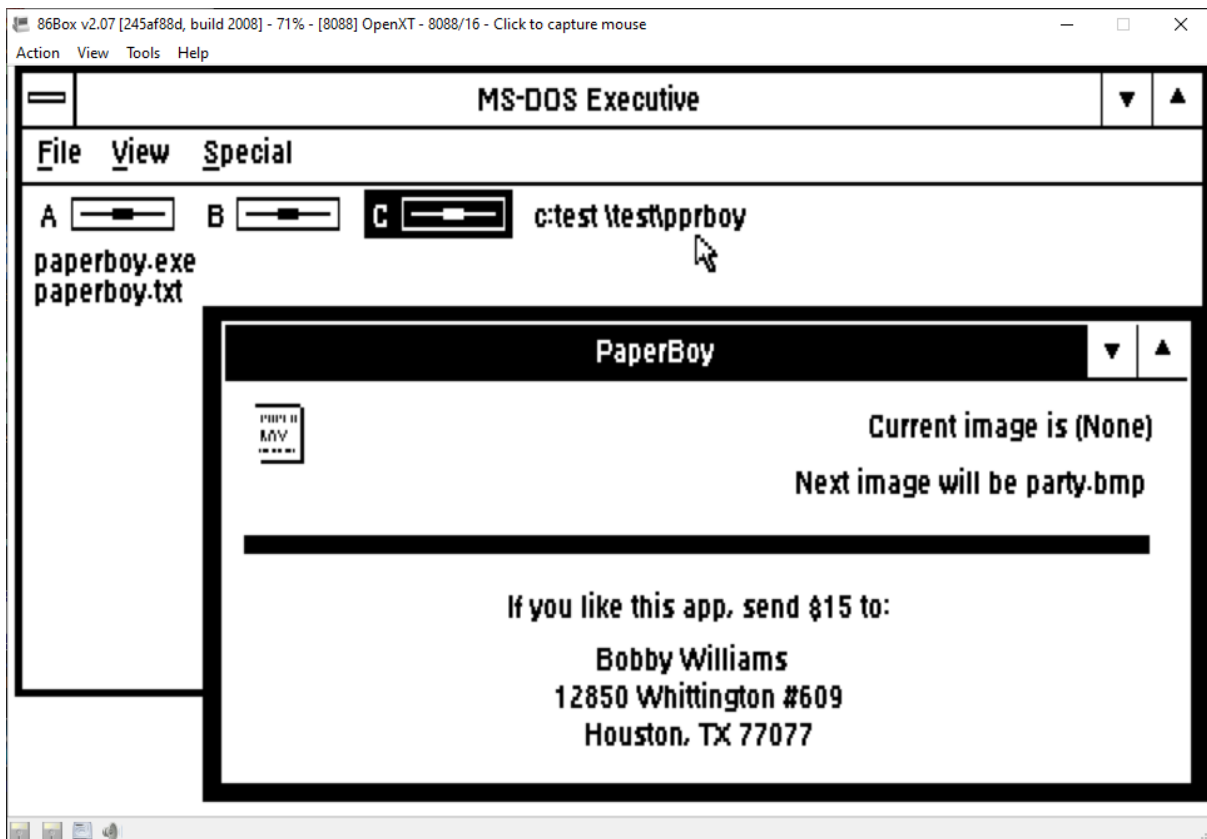 86Box v2.07 [245af88d, build 2008] - 71% - [8088] OpenXT - 8088/16 - Click to capture mouse
Action View Tools Help
MS-DOS Executive
File View Special
A B C c:test \test\pprboy
paperboy.exe
paperboy.txt
PaperBoy
Current image is (None)
Next image will be party.bmp
If you like this app, send $15 to:
Bobby Williams
12850 Whittington #609
Houston, TX 77077